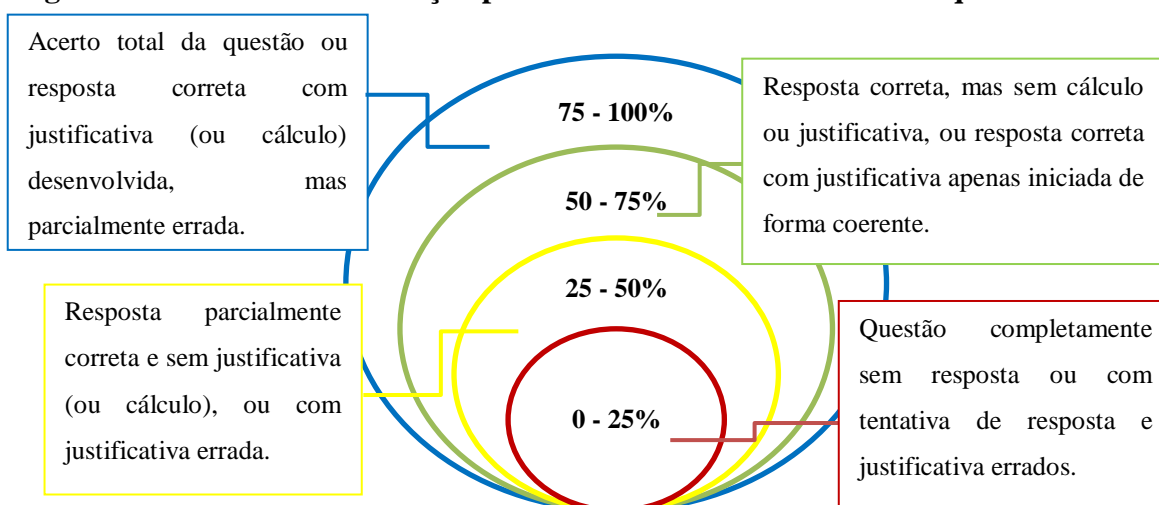 Acerto total da questão ou
resposta correta com
justificativa (ou cálculo)
desenvolvida, mas
parcialmente errada.
75 - 100%
Resposta correta, mas sem cálculo
ou justificativa, ou resposta correta
com justificativa apenas iniciada de
forma coerente.
50 - 75%
25 - 50%
Resposta parcialmente
correta e sem justificativa
(ou cálculo), ou com
justificativa errada.
Questão completamente
sem resposta ou com
tentativa de resposta e
justificativa errados.
0 - 25%